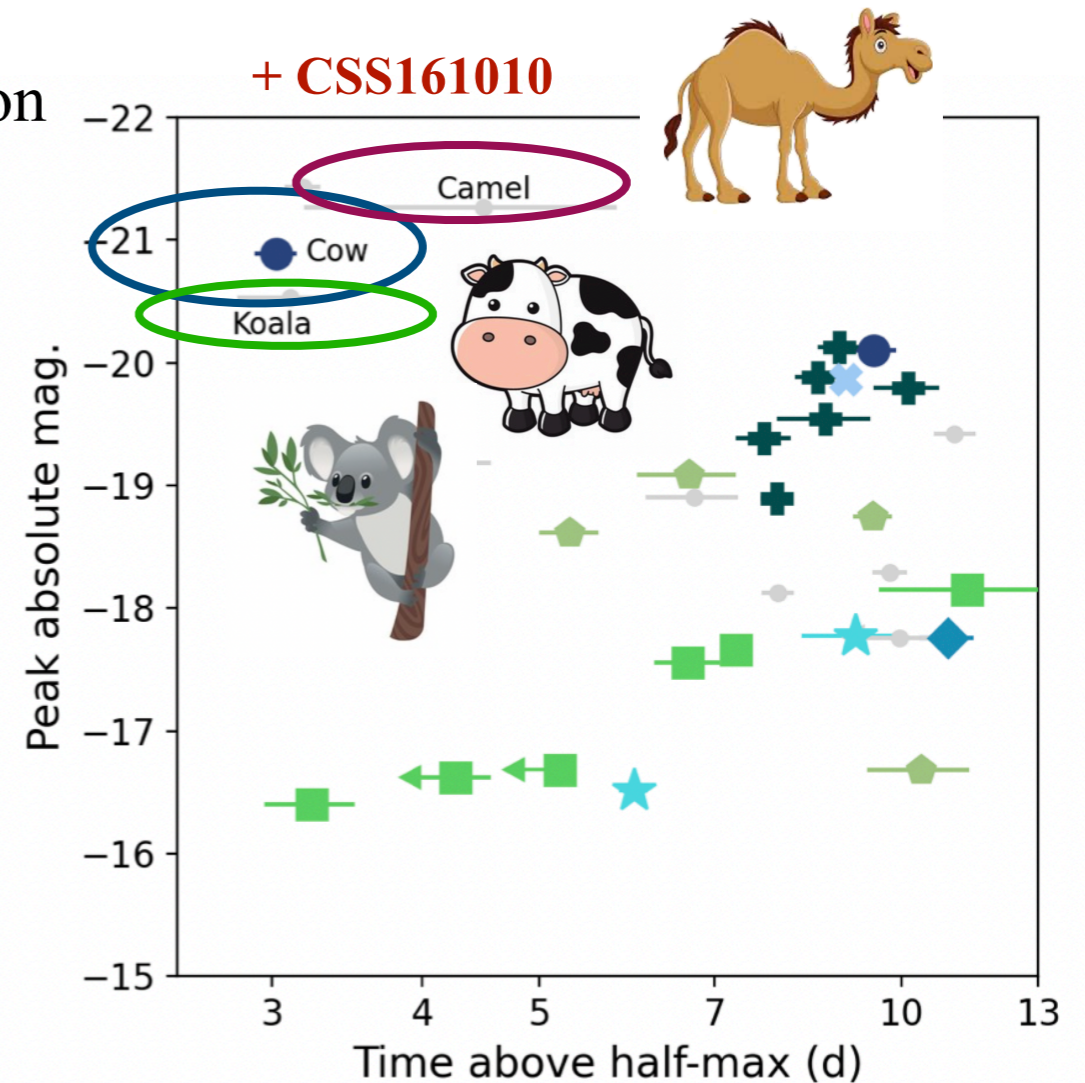 on
+ CSS161010
−22
−21
−20
−19
−18
−17
−16
−15
Peak absolute mag.
Camel
Cow
Koala
3 4 5 7 10 13
Time above half-max (d)